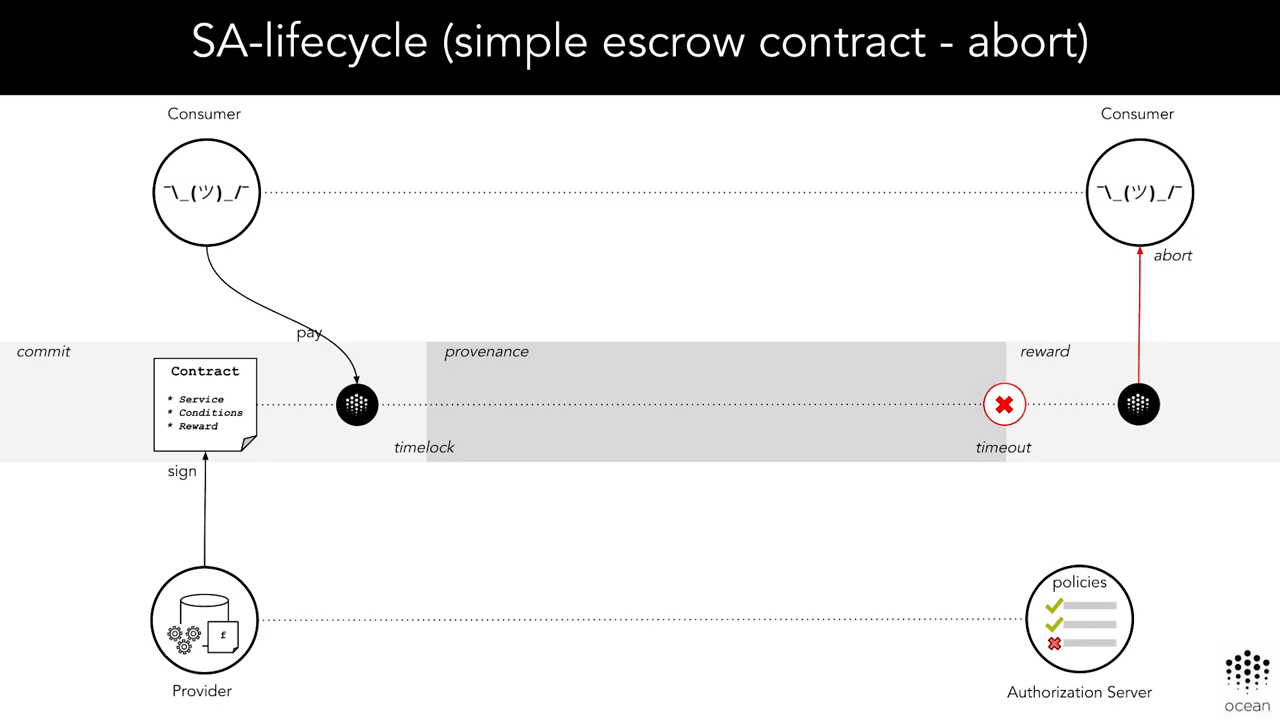 SA-lifecycle (simple escrow contract - abort)
Consumer
Consumer
¯\_(ツ)_/¯
¯\_(ツ)_/¯
abort
pay
commit
provenance
reward
Contract
* Service
* Conditions
* Reward
timelock
timeout
sign
policies
f
Provider
Authorization Server
ocean